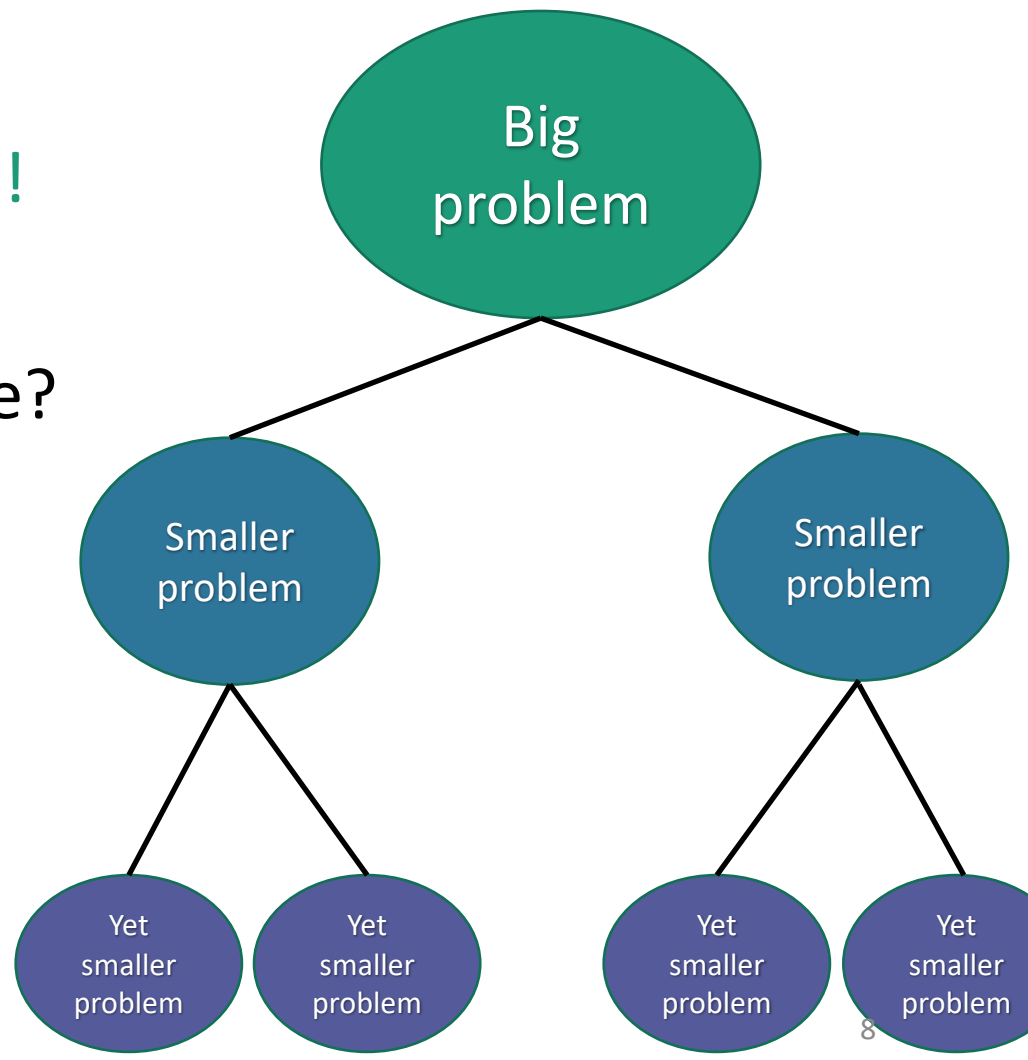 !
e?
Big
problem
Smaller
problem
Smaller
problem
Yet
smaller
problem
Yet
smaller
problem
Yet
smaller
problem
Yet
smaller
problem
8